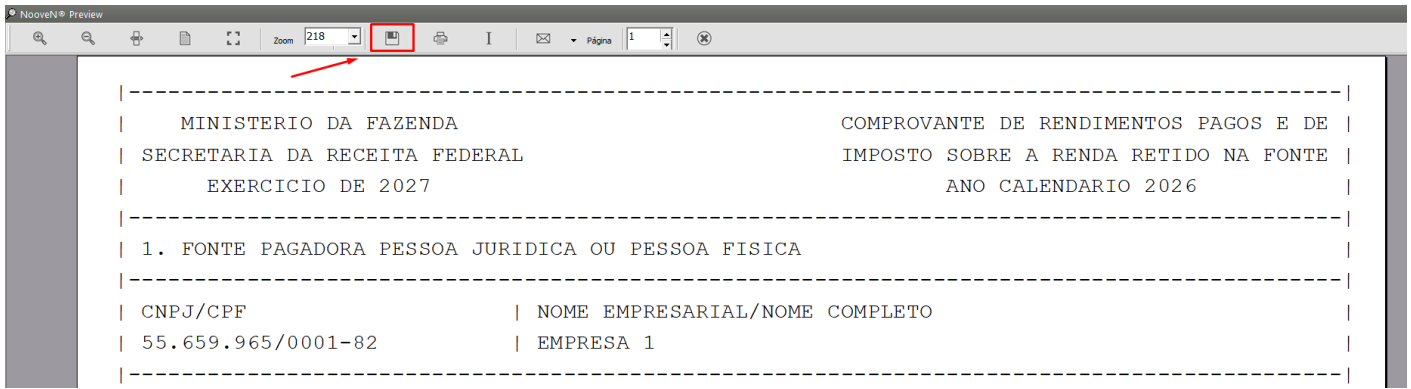 NooveN® Preview
Zoom 218 I Página 1
|--------------------------------------------------------------------------------------------|
| MINISTERIO DA FAZENDA COMPROVANTE DE RENDIMENTOS PAGOS E DE |
| SECRETARIA DA RECEITA FEDERAL IMPOSTO SOBRE A RENDA RETIDO NA FONTE |
| EXERCICIO DE 2027 ANO CALENDARIO 2026 |
|--------------------------------------------------------------------------------------------|
| 1. FONTE PAGADORA PESSOA JURIDICA OU PESSOA FISICA |
|--------------------------------------------------------------------------------------------|
| CNPJ/CPF | NOME EMPRESARIAL/NOME COMPLETO |
| 55.659.965/0001-82 | EMPRESA 1 |
|--------------------------------------------------------------------------------------------|